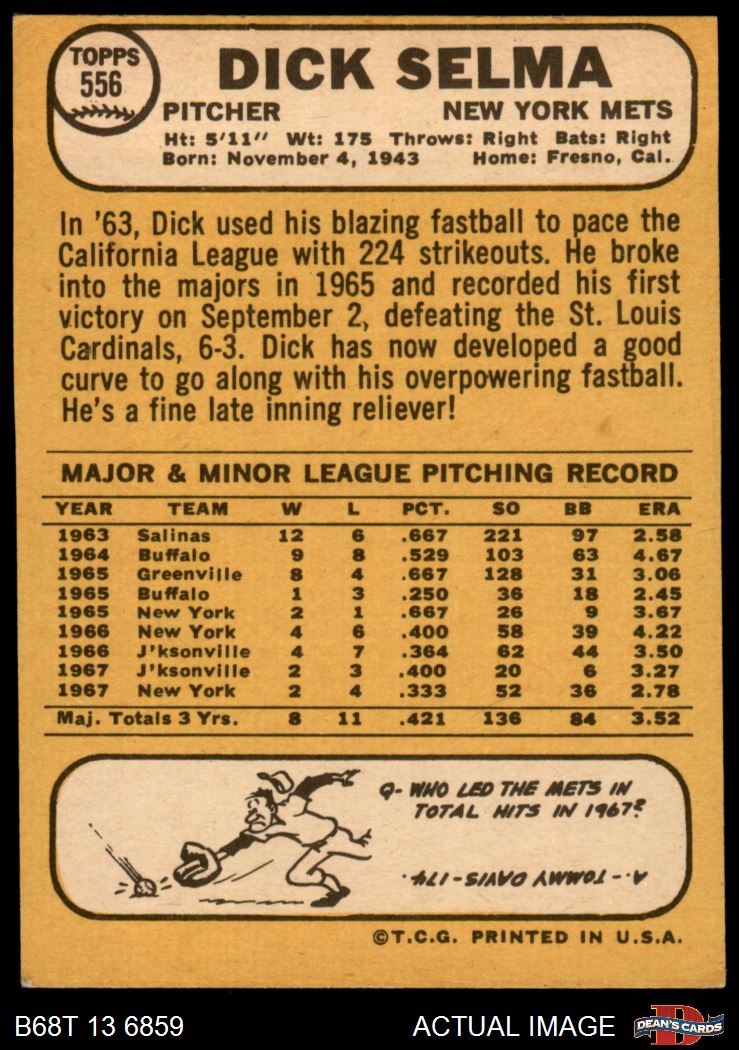 TOPPS
556
DICK SELMA
PITCHER NEW YORK METS
Ht: 5'11" Wt: 175 Throws: Right Bats: Right
Born: November 4, 1943 Home: Fresno, Cal.
In '63, Dick used his blazing fastball to pace the
California League with 224 strikeouts. He broke
into the majors in 1965 and recorded his first
victory on September 2, defeating the St. Louis
Cardinals, 6-3. Dick has now developed a good
curve to go along with his overpowering fastball.
He's a fine late inning reliever!
MAJOR & MINOR LEAGUE PITCHING RECORD
YEAR TEAM W L PCT. SO BB ERA
1963 Salinas 12 6 .667 221 97 2.58
1964 Buffalo 9 8 .529 103 63 4.67
1965 Greenville 8 4 .667 128 31 3.06
1965 Buffalo 1 3 .250 36 18 2.45
1965 New York 2 1 .667 26 9 3.67
1966 New York 4 6 .400 58 39 4.22
1966 J'ksonville 4 7 .364 62 44 3.50
1967 J'ksonville 2 3 .400 20 6 3.27
1967 New York 2 4 .333 52 36 2.78
Maj. Totals 3 Yrs. 8 11 .421 136 84 3.52
Q- WHO LED THE METS IN
TOTAL HITS IN 1967?
A.- TOMMY DAVIS-174.
©T.C.G. PRINTED IN U.S.A.
B68T 13 6859 ACTUAL IMAGE DEAN'S CARDS